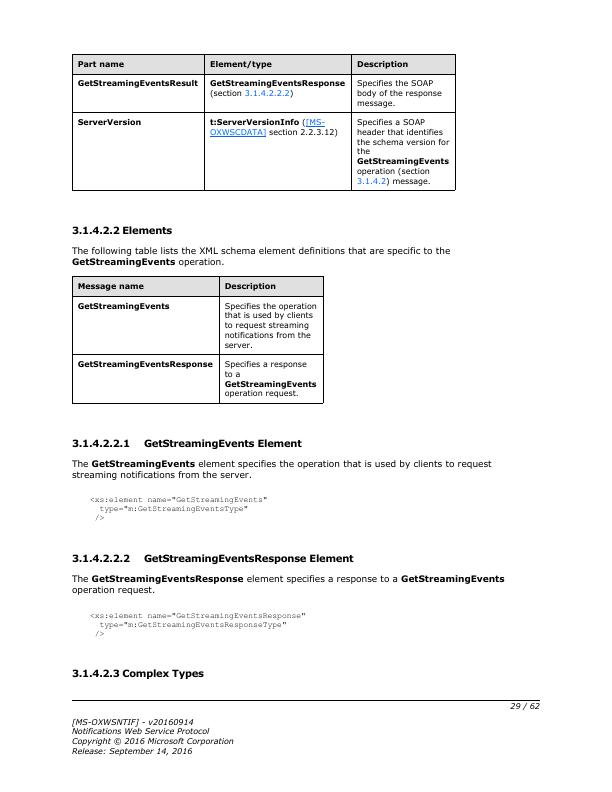 Part name Element/type Description
GetStreamingEventsResult GetStreamingEventsResponse Specifies the SOAP
(section 3.1.4.2.2.2) body of the response
message.
ServerVersion t:ServerVersionInfo ([MS- Specifies a SOAP
OXWSCDATA] section 2.2.3.12) header that identifies
the schema version for
the
GetStreamingEvents
operation (section
3.1.4.2) message.
3.1.4.2.2 Elements
The following table lists the XML schema element definitions that are specific to the
GetStreamingEvents operation.
Message name Description
GetStreamingEvents Specifies the operation
that is used by clients
to request streaming
notifications from the
server.
GetStreamingEventsResponse Specifies a response
to a
GetStreamingEvents
operation request.
3.1.4.2.2.1 GetStreamingEvents Element
The GetStreamingEvents element specifies the operation that is used by clients to request
streaming notifications from the server.
<xs:element name="GetStreamingEvents"
type="m:GetStreamingEventsType"
/>
3.1.4.2.2.2 GetStreamingEventsResponse Element
The GetStreamingEventsResponse element specifies a response to a GetStreamingEvents
operation request.
<xs:element name="GetStreamingEventsResponse"
type="m:GetStreamingEventsResponseType"
/>
3.1.4.2.3 Complex Types
29 / 62
[MS-OXWSNTIF] - v20160914
Notifications Web Service Protocol
Copyright © 2016 Microsoft Corporation
Release: September 14, 2016